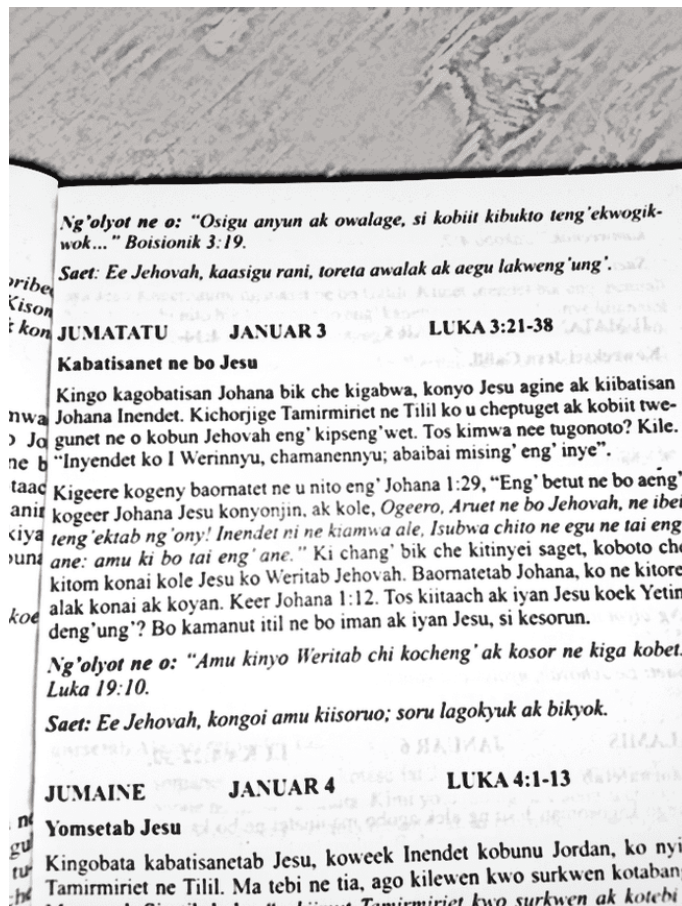 Ng'olyot ne o: "Osigu anyun ak owalage, si kobiit kibukto teng'ekwogik-
wok..." Boisionik 3:19.
Saet: Ee Jehovah, kaasigu rani, toreta awalak ak aegu lakweng'ung'.
JUMATATU JANUAR 3 LUKA 3:21-38
Kabatisanet ne bo Jesu
Kingo kagobatisan Johana bik che kigabwa, konyo Jesu agine ak kiibatisan
Johana Inendet. Kichorjige Tamirmiriet ne Tilil ko u cheptuget ak kobiit twe-
gunet ne o kobun Jehovah eng' kipseng'wet. Tos kimwa nee tugonoto? Kile.
"Inyendet ko I Werinnyu, chamanennyu; abaibai mising' eng' inye".
Kigeere kogeny baornatet ne u nito eng' Johana 1:29, "Eng' betut ne bo aeng'
kogeer Johana Jesu konyonjin, ak kole, Ogeero, Aruet ne bo Jehovah, ne ibei
teng'ektab ng'ony! Inendet ni ne kiamwa ale, Isubwa chito ne egu ne tai eng
ane: amu ki bo tai eng' ane." Ki chang' bik che kitinyei saget, koboto che
kitom konai kole Jesu ko Weritab Jehovah. Baornatetab Johana, ko ne kitore
alak konai ak koyan. Keer Johana 1:12. Tos kiitaach ak iyan Jesu koek Yetin
deng'ung'? Bo kamanut itil ne bo iman ak iyan Jesu, si kesorun.
Ng'olyot ne o: "Amu kinyo Weritab chi kocheng' ak kosor ne kiga kobet.
Luka 19:10.
Saet: Ee Jehovah, kongoi amu kiisoruo; soru lagokyuk ak bikyok.
JUMAINE JANUAR 4 LUKA 4:1-13
Yomsetab Jesu
Kingobata kabatisanetab Jesu, koweek Inendet kobunu Jordan, ko nyi
Tamirmiriet ne Tilil. Ma tebi ne tia, ago kilewen kwo surkwen kotaban
Tamirmiriet kwo surkwen ak kotebi